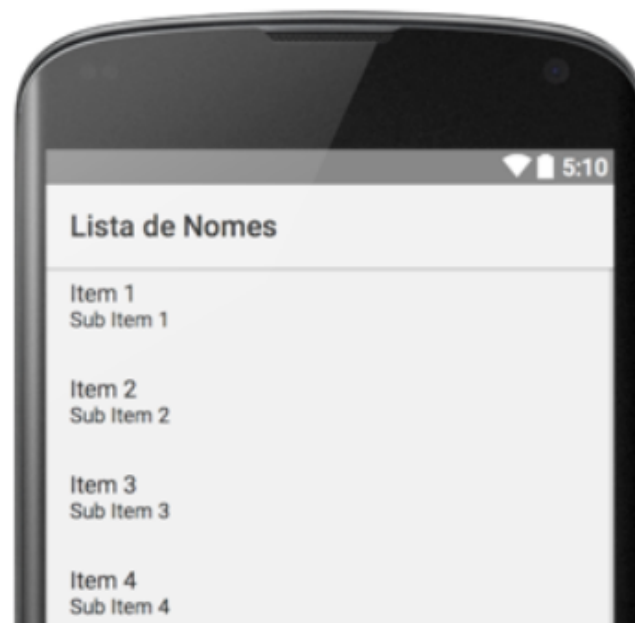 5:10
Lista de Nomes
Item 1
Sub Item 1
Item 2
Sub Item 2
Item 3
Sub Item 3
Item 4
Sub Item 4